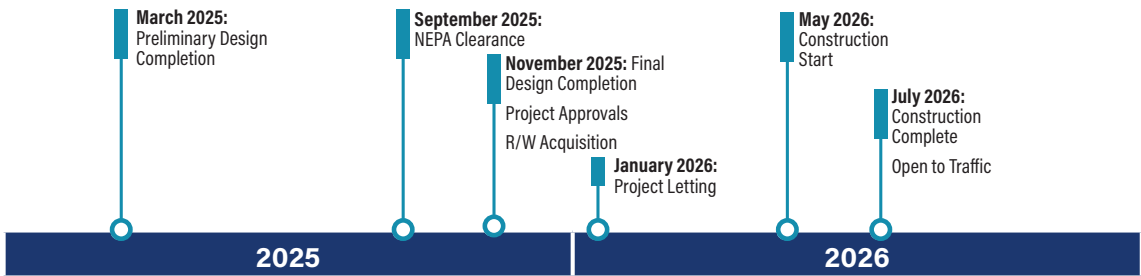 March 2025:
Preliminary Design
Completion
September 2025:
NEPA Clearance
November 2025: Final
Design Completion
Project Approvals
R/W Acquisition
January 2026:
Project Letting
May 2026:
Construction
Start
July 2026:
Construction
Complete
Open to Traffic
2025
2026